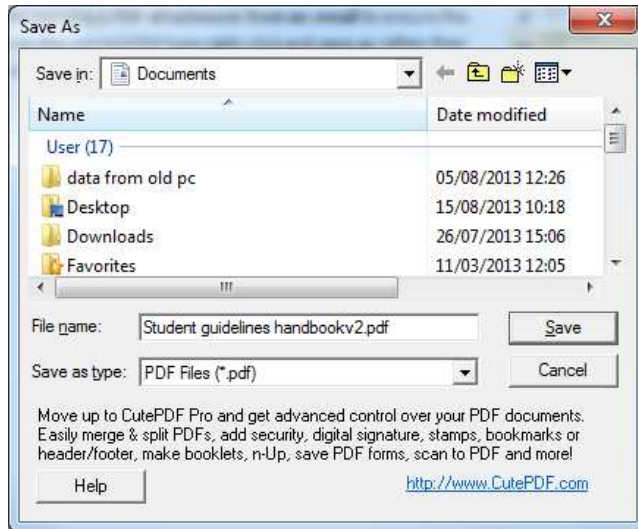 Save As
Save in: Documents
Name Date modified
User (17)
data from old pc 05/08/2013 12:26
Desktop 15/08/2013 10:18
Downloads 26/07/2013 15:06
Favorites 11/03/2013 12:05
File name: Student guidelines handbookv2.pdf Save
Save as type: PDF Files (*.pdf) Cancel
Move up to CutePDF Pro and get advanced control over your PDF documents.
Easily merge & split PDFs, add security, digital signature, stamps, bookmarks or
header/footer, make booklets, n-Up, save PDF forms, scan to PDF and more!
Help http://www.CutePDF.com